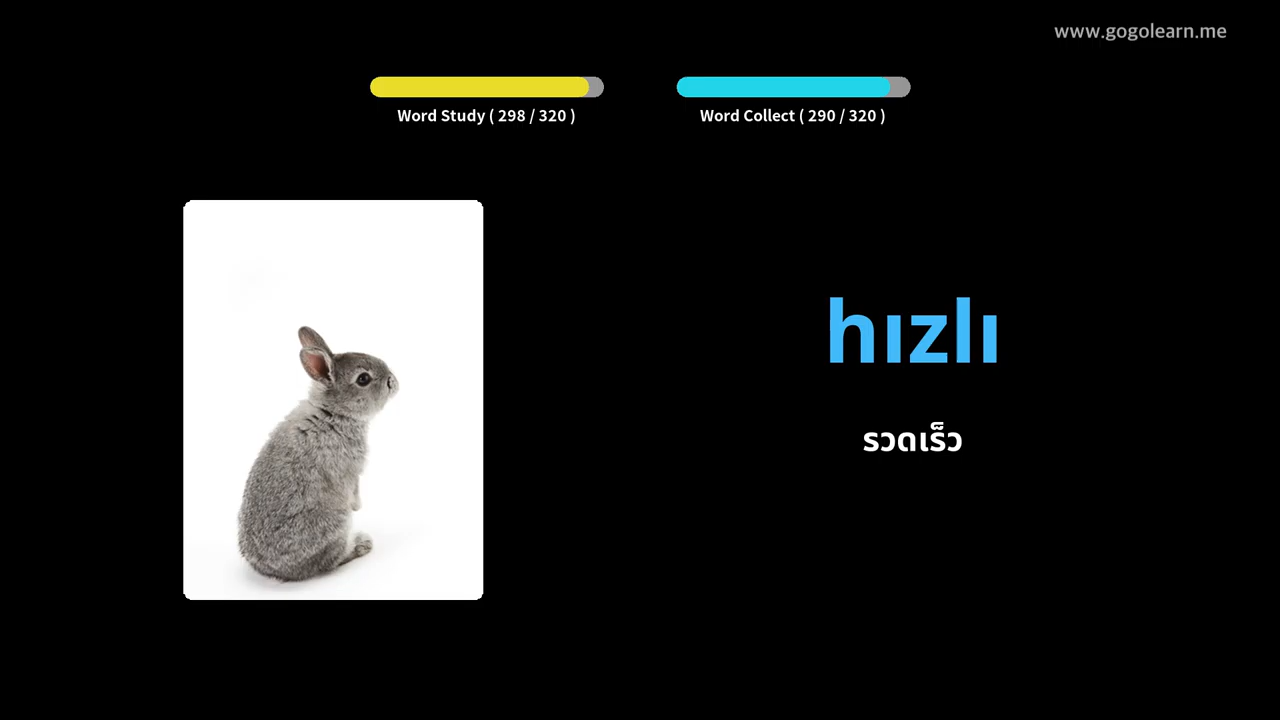 www.gogolearn.me
Word Study ( 298 / 320 )
Word Collect ( 290 / 320 )
hızlı
รวดเร็ว